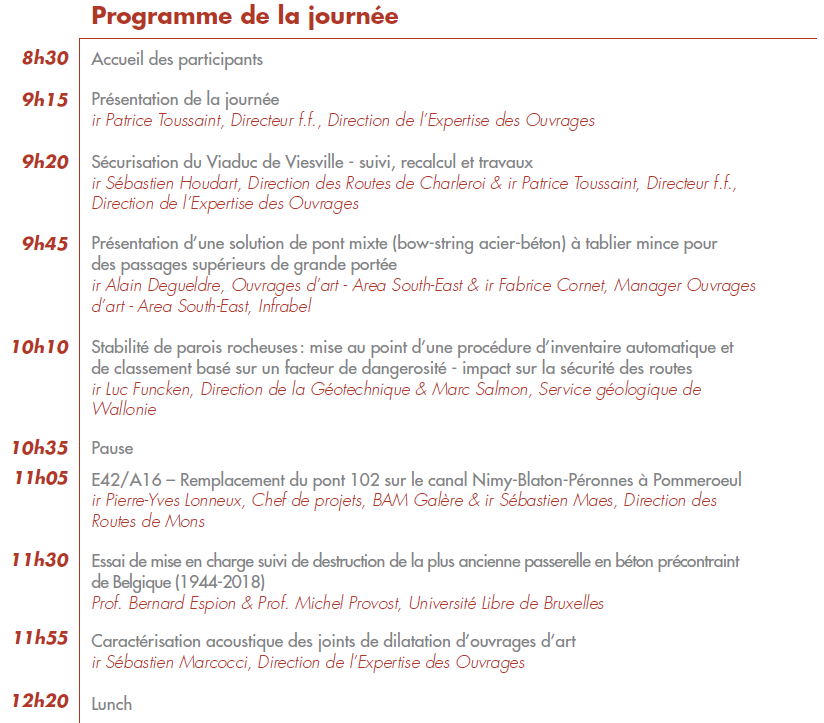 Programme de la journée
8h30 Accueil des participants
9h15 Présentation de la journée
ir Patrice Toussaint, Directeur f.f., Direction de l'Expertise des Ouvrages
9h20 Sécurisation du Viaduc de Viesville - suivi, recalcul et travaux
ir Sébastien Houdart, Direction des Routes de Charleroi & ir Patrice Toussaint, Directeur f.f.,
Direction de l'Expertise des Ouvrages
9h45 Présentation d'une solution de pont mixte (bow-string acier-béton) à tablier mince pour
des passages supérieurs de grande portée
ir Alain Degueldre, Ouvrages d'art - Area South-East & ir Fabrice Cornet, Manager Ouvrages
d'art - Area South-East, Infrabel
10h10 Stabilité de parois rocheuses : mise au point d'une procédure d'inventaire automatique et
de classement basé sur un facteur de dangerosité - impact sur la sécurité des routes
ir Luc Funcken, Direction de la Géotechnique & Marc Salmon, Service géologique de
Wallonie
10h35 Pause
11h05 E42/A16 – Remplacement du pont 102 sur le canal Nimy-Blaton-Péronnes à Pommeroeul
ir Pierre-Yves Lonneux, Chef de projets, BAM Galère & ir Sébastien Maes, Direction des
Routes de Mons
11h30 Essai de mise en charge suivi de destruction de la plus ancienne passerelle en béton précontraint
de Belgique (1944-2018)
Prof. Bernard Espion & Prof. Michel Provost, Université Libre de Bruxelles
11h55 Caractérisation acoustique des joints de dilatation d'ouvrages d'art
ir Sébastien Marcocci, Direction de l'Expertise des Ouvrages
12h20 Lunch